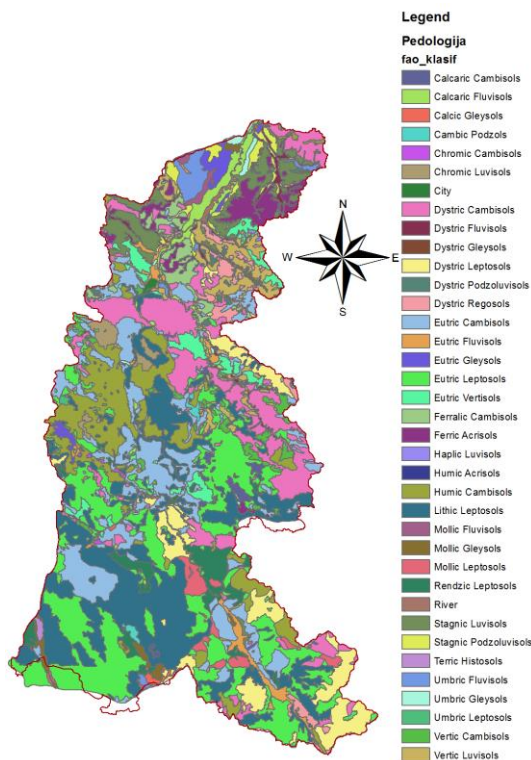 Legend
Pedologija
fao_klasif
Calcaric Cambisols
Calcaric Fluvisols
Calcic Gleysols
Cambic Podzols
Chromic Cambisols
Chromic Luvisols
City
Dystric Cambisols
Dystric Fluvisols
Dystric Gleysols
Dystric Leptosols
Dystric Podzoluvisols
Dystric Regosols
Eutric Cambisols
Eutric Fluvisols
Eutric Gleysols
Eutric Leptosols
Eutric Vertisols
Ferralic Cambisols
Ferric Acrisols
Haplic Luvisols
Humic Acrisols
Humic Cambisols
Lithic Leptosols
Mollic Fluvisols
Mollic Gleysols
Mollic Leptosols
Rendzic Leptosols
River
Stagnic Luvisols
Stagnic Podzoluvisols
Terric Histosols
Umbric Fluvisols
Umbric Gleysols
Umbric Leptosols
Vertic Cambisols
Vertic Luvisols
N
W
E
S